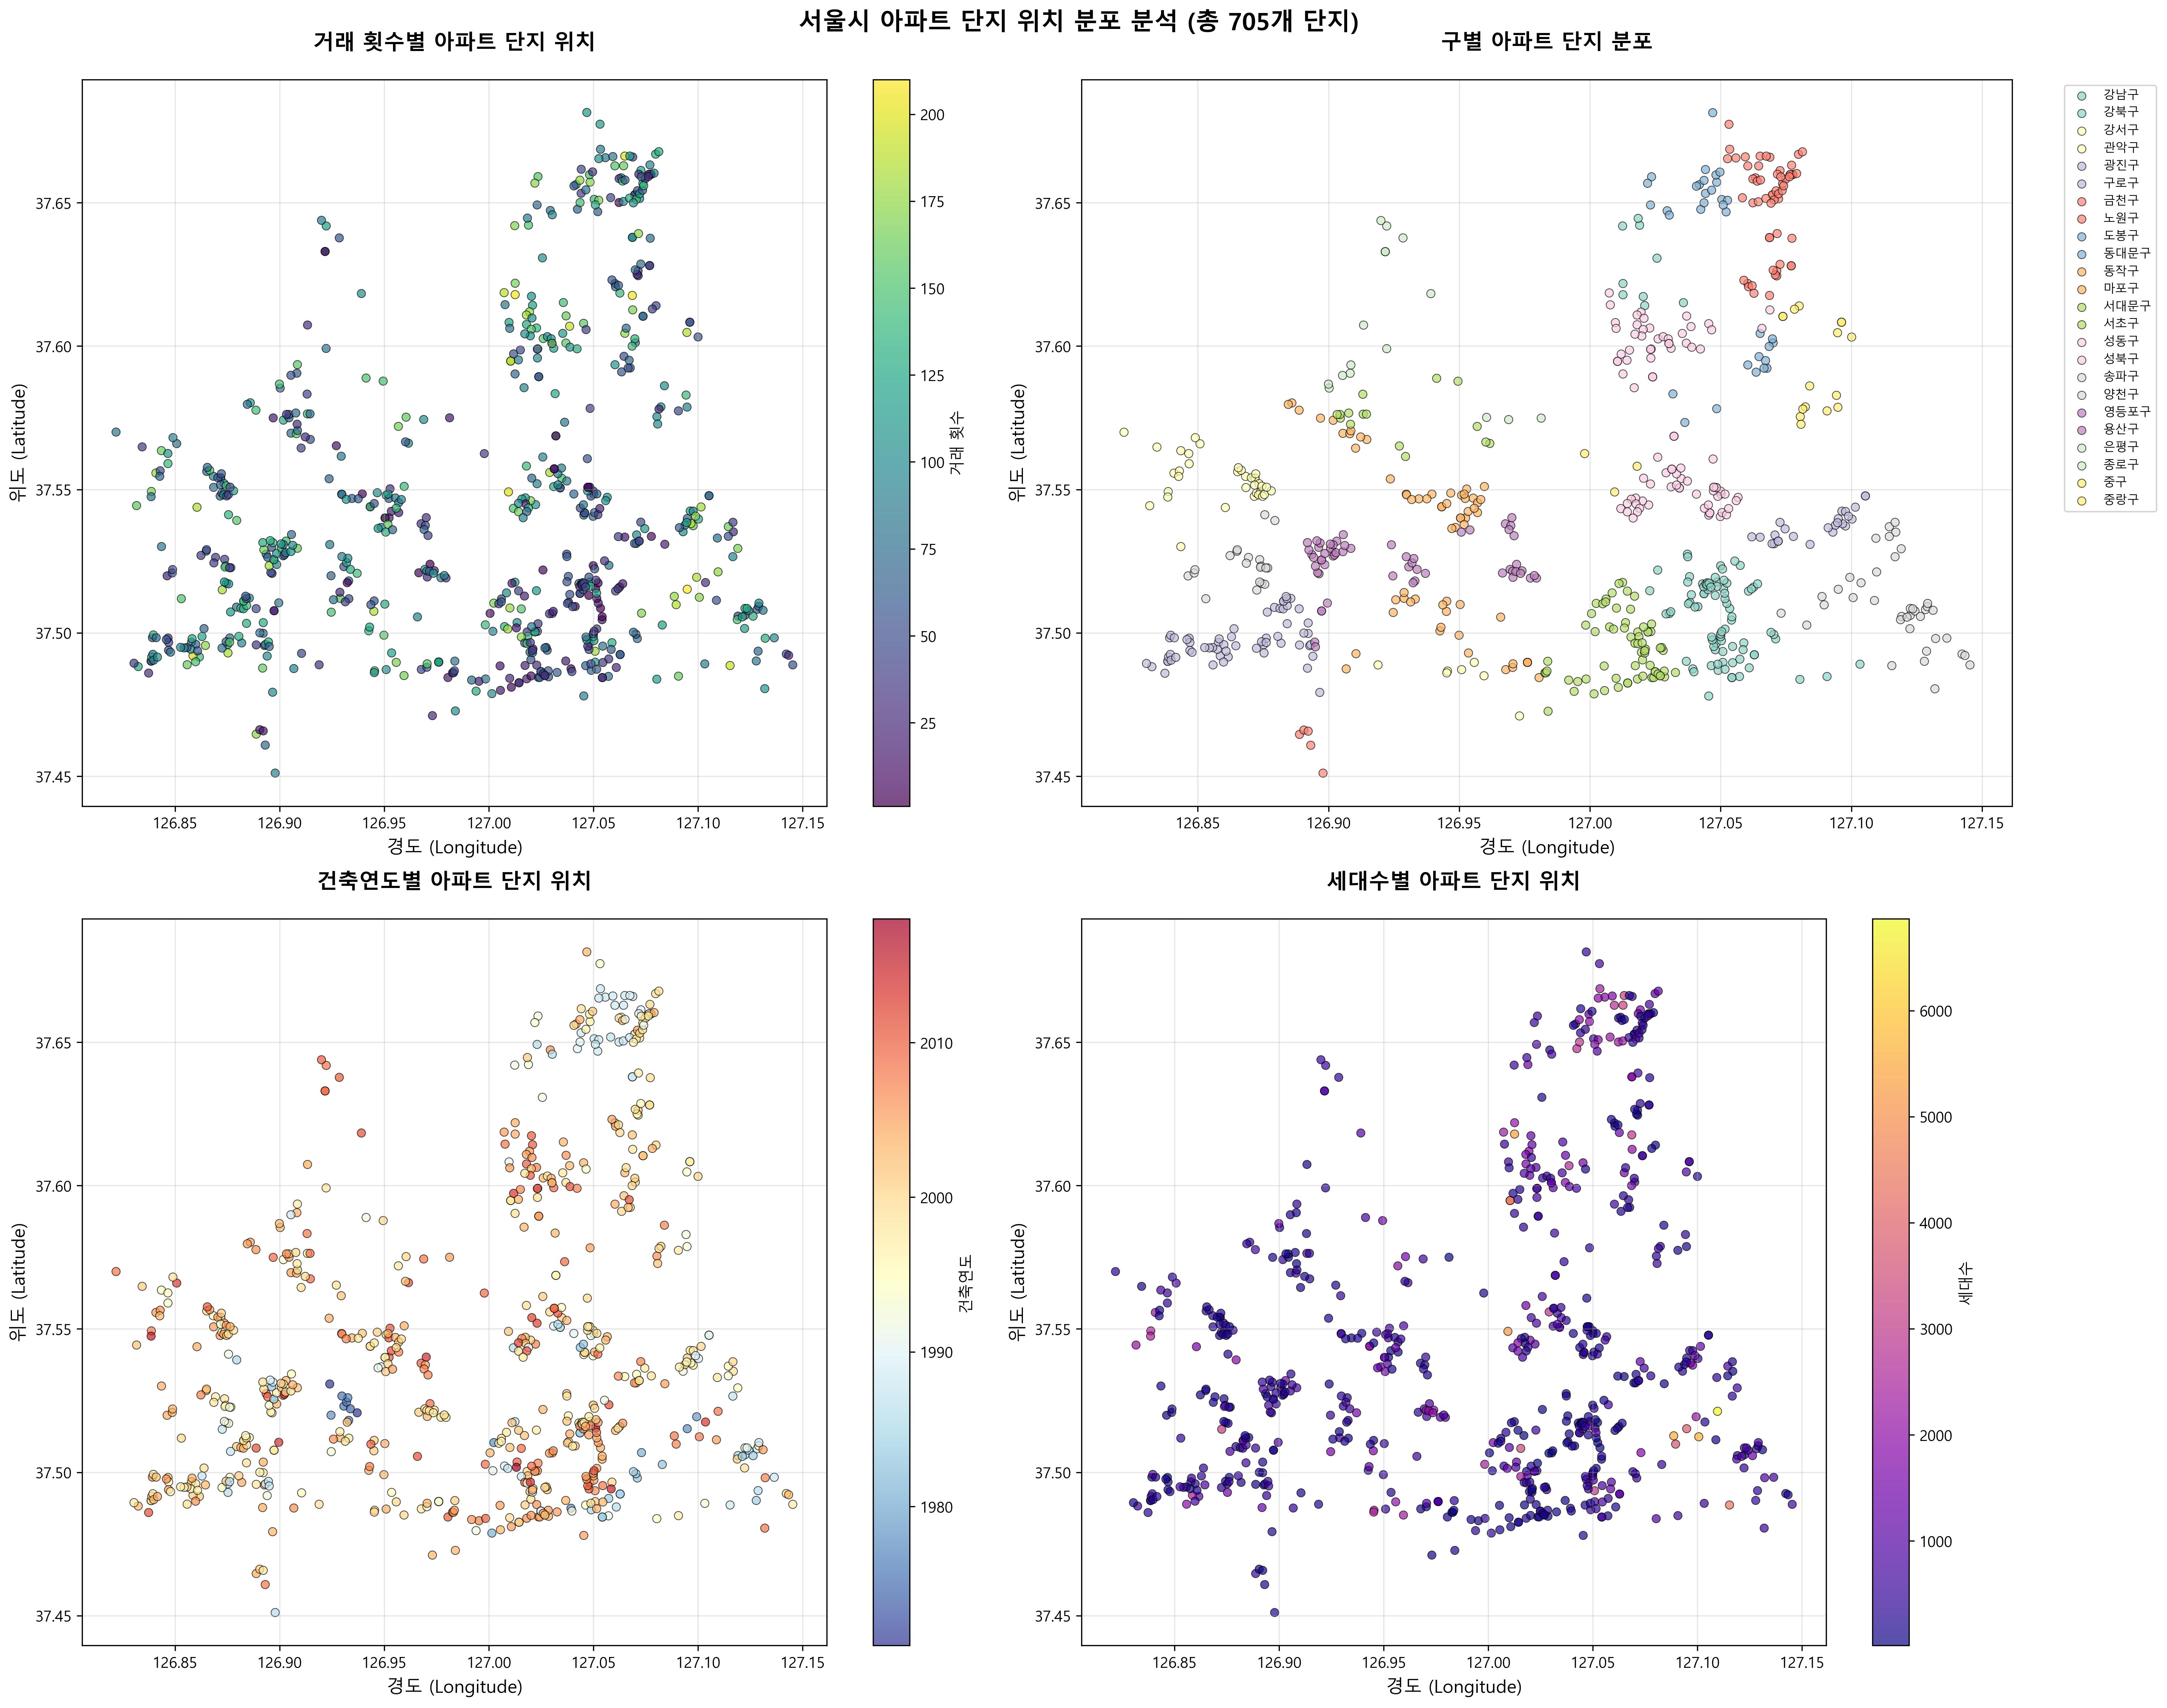 서울시 아파트 단지 위치 분포 분석 (총 705개 단지)
거래 횟수별 아파트 단지 위치
위도 (Latitude)
37.65
37.60
37.55
37.50
37.45
126.85 126.90 126.95 127.00 127.05 127.10 127.15
경도 (Longitude)
200
175
150
125
100
75
50
25
거래 횟수
구별 아파트 단지 분포
위도 (Latitude)
37.65
37.60
37.55
37.50
37.45
126.85 126.90 126.95 127.00 127.05 127.10 127.15
경도 (Longitude)
강남구
강북구
강서구
관악구
광진구
구로구
금천구
노원구
도봉구
동대문구
동작구
마포구
서대문구
서초구
성동구
성북구
송파구
양천구
영등포구
용산구
은평구
종로구
중구
중랑구
건축연도별 아파트 단지 위치
위도 (Latitude)
37.65
37.60
37.55
37.50
37.45
126.85 126.90 126.95 127.00 127.05 127.10 127.15
경도 (Longitude)
2010
2000
1990
1980
건축연도
세대수별 아파트 단지 위치
위도 (Latitude)
37.65
37.60
37.55
37.50
37.45
126.85 126.90 126.95 127.00 127.05 127.10 127.15
경도 (Longitude)
6000
5000
4000
3000
2000
1000
세대수